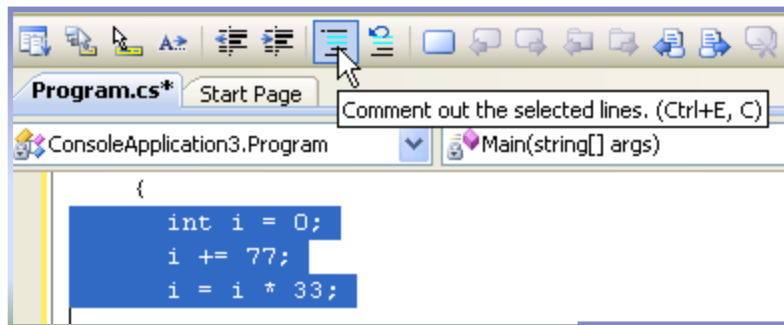 A
Program.cs*
Start Page
Comment out the selected lines. (Ctrl+E, C)
ConsoleApplication3.Program
Main(string[] args)
{
int i = 0;
i += 77;
i = i * 33;